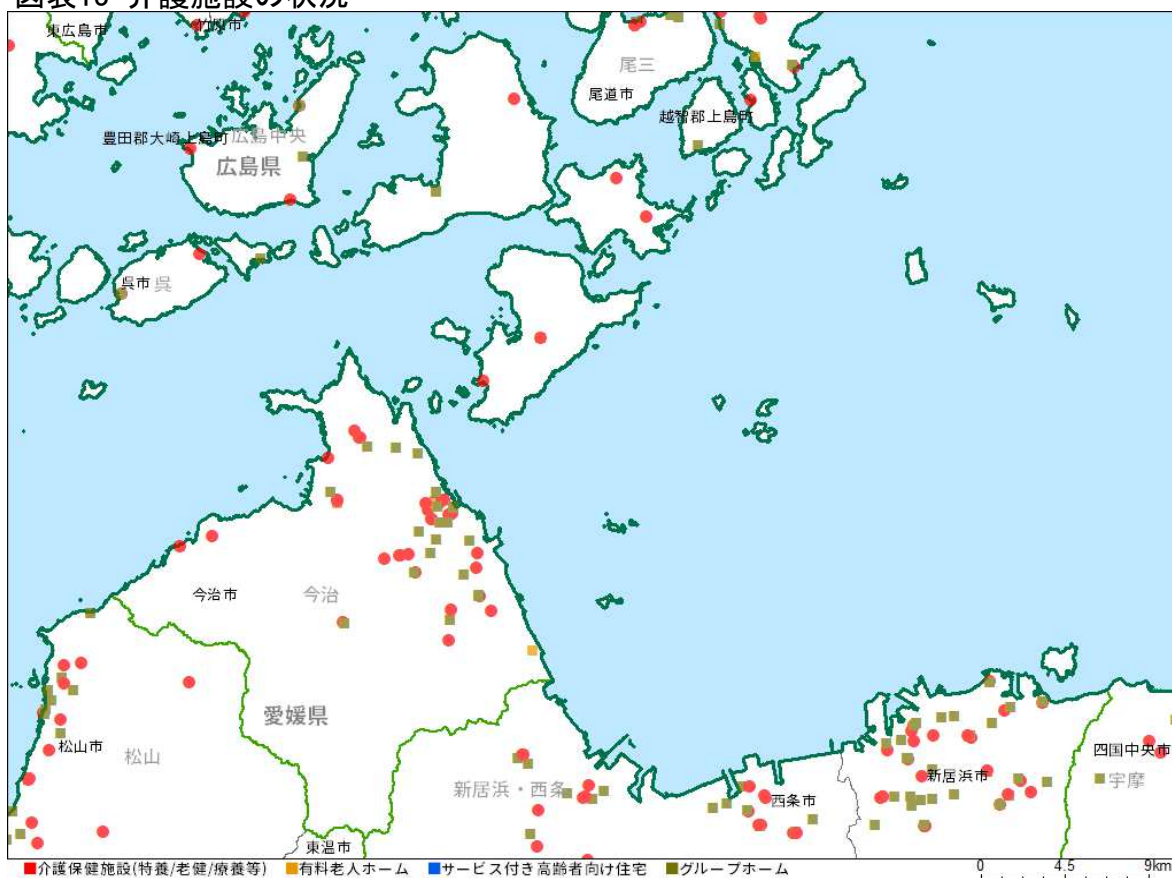 図表10 介護施設の状況
東広島市
竹原市
尾三
尾道市
越智郡上島町
豊田郡大崎上島町
広島中央
広島県
呉市 呉
今治市
今治
愛媛県
松山市
松山
新居浜・西条
西条市
新居浜市
四国中央市
宇摩
東温市
介護保健施設(特養/老健/療養等) 有料老人ホーム サービス付き高齢者向け住宅 グループホーム
0 4.5 9km